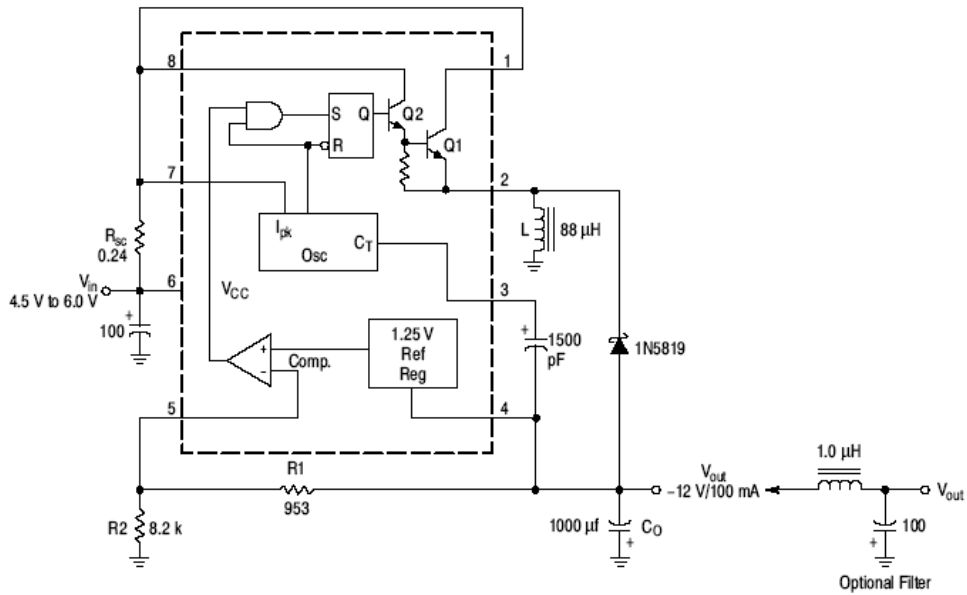 8
1
S
Q
Q2
R
Q1
7
2
Ipk
CT
Osc
L
88 µH
Rsc
0.24
Vin
4.5 V to 6.0 V
6
VCC
3
100
+
+
1500
pF
1.25 V
Ref
Reg
+
–
Comp.
1N5819
5
4
R1
953
Vout
–12 V/100 mA
1.0 µH
Vout
R2
8.2 k
1000 µf
CO
+
100
+
Optional Filter